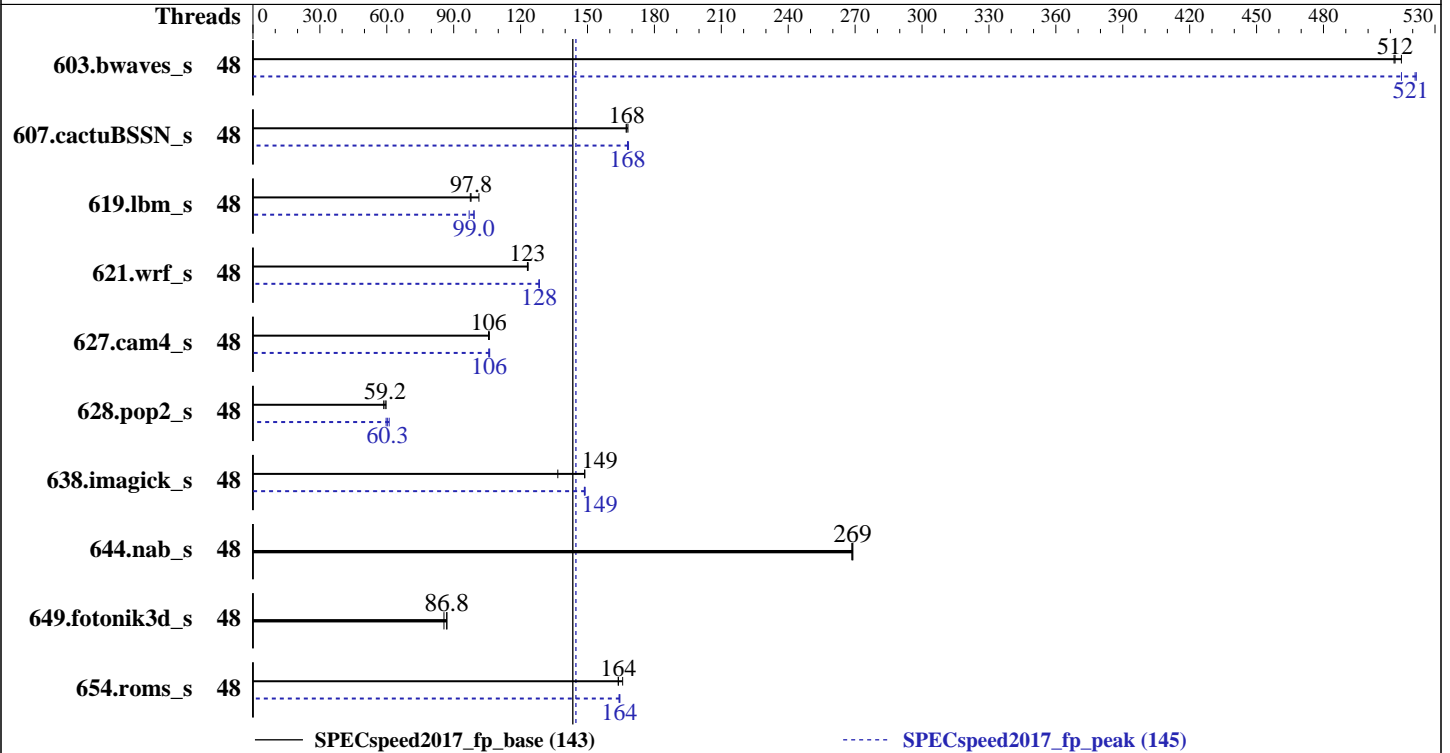 Threads 0 30.0 60.0 90.0 120 150 180 210 240 270 300 330 360 390 420 450 480 530
603.bwaves_s 48 512
521
607.cactuBSSN_s 48 168
168
619.lbm_s 48 97.8
99.0
621.wrf_s 48 123
128
627.cam4_s 48 106
106
628.pop2_s 48 59.2
60.3
638.imagick_s 48 149
149
644.nab_s 48 269
649.fotonik3d_s 48 86.8
654.roms_s 48 164
164
SPECspeed2017_fp_base (143) SPECspeed2017_fp_peak (145)